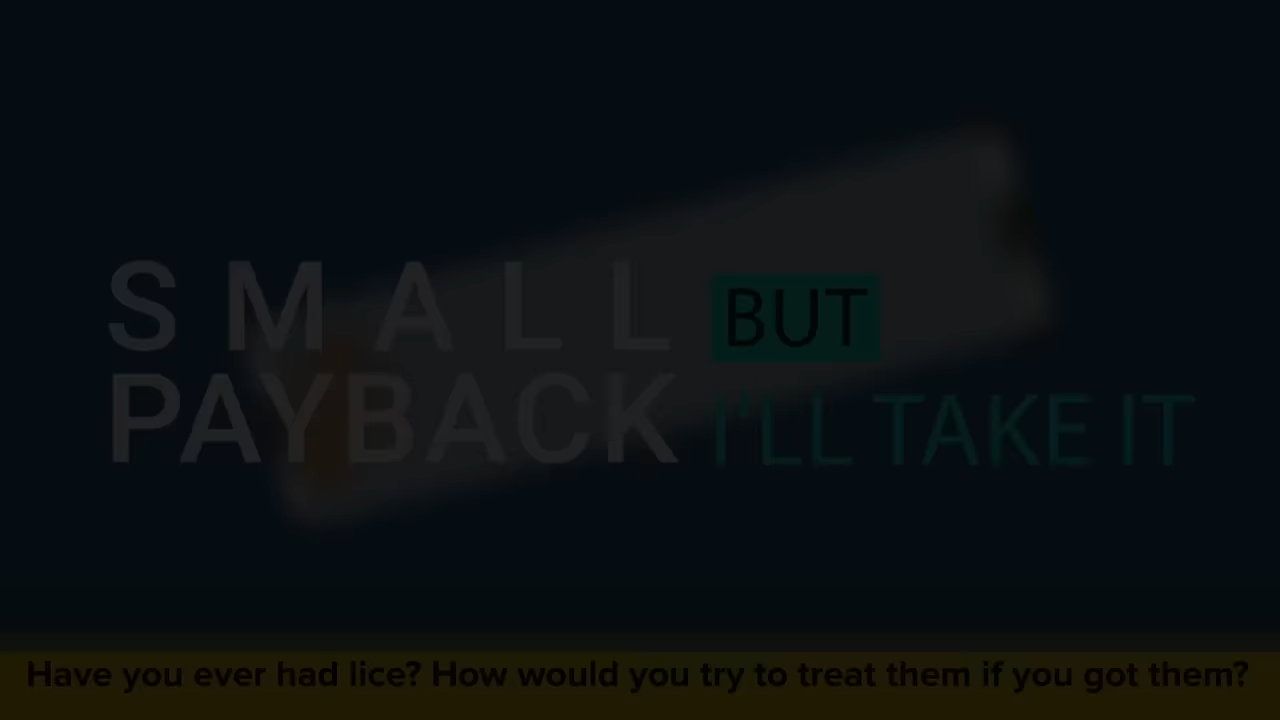 SMALL BUT
PAYBACK I'LL TAKE IT
Have you ever had lice? How would you try to treat them if you got them?